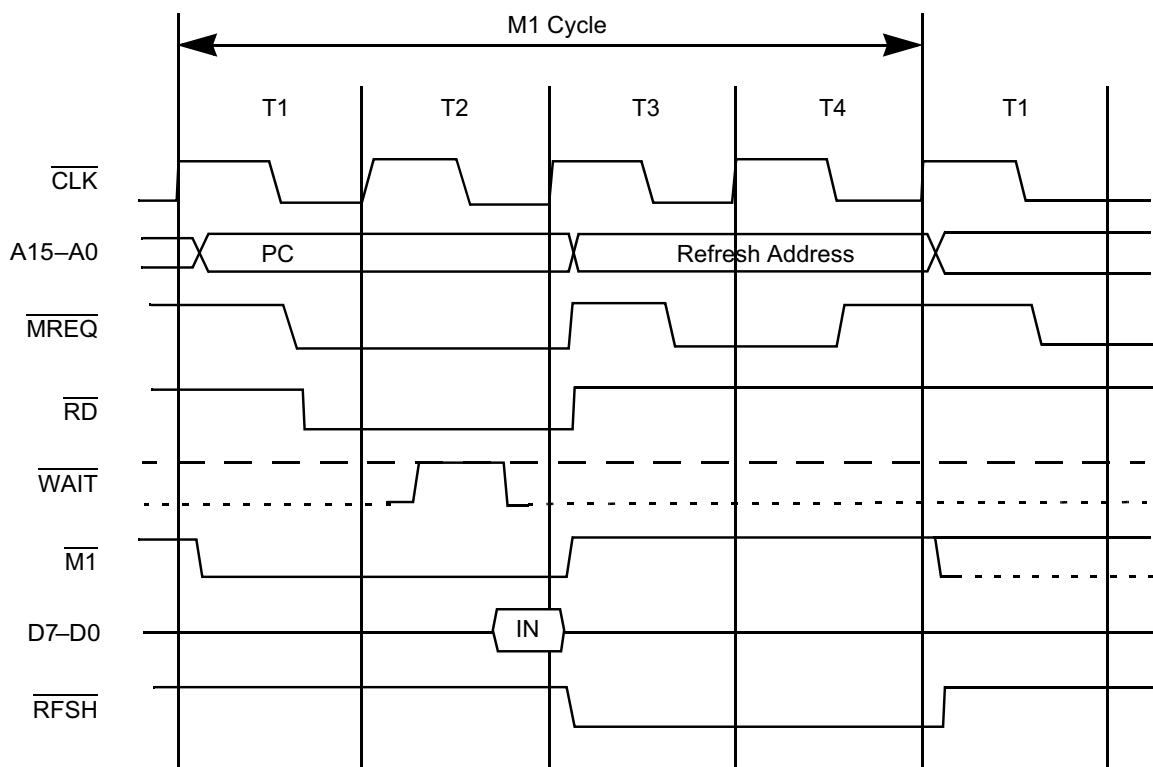 M1 Cycle
T1 T2 T3 T4 T1
CLK
A15–A0 PC Refresh Address
MREQ
RD
WAIT
M1
D7–D0 IN
RFSH